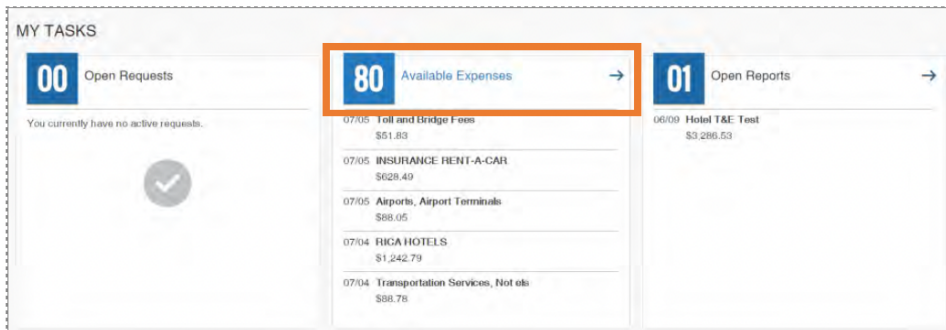 MY TASKS
00 Open Requests
You currently have no active requests.
80 Available Expenses →
07/05 Toll and Bridge Fees
$51.83
07/05 INSURANCE RENT-A-CAR
$628.49
07/05 Airports, Airport Terminals
$88.05
07/04 RICA HOTELS
$1,242.79
07/04 Transportation Services, Not els
$88.78
01 Open Reports →
06/09 Hotel T&E Test
$3,286.53